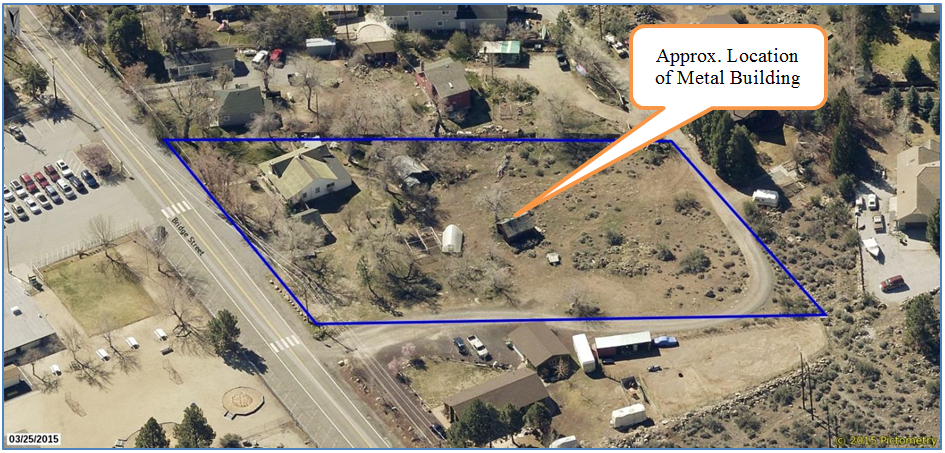 Approx. Location
of Metal Building
Bridge Street
03/25/2015
© 2015 Pictometry